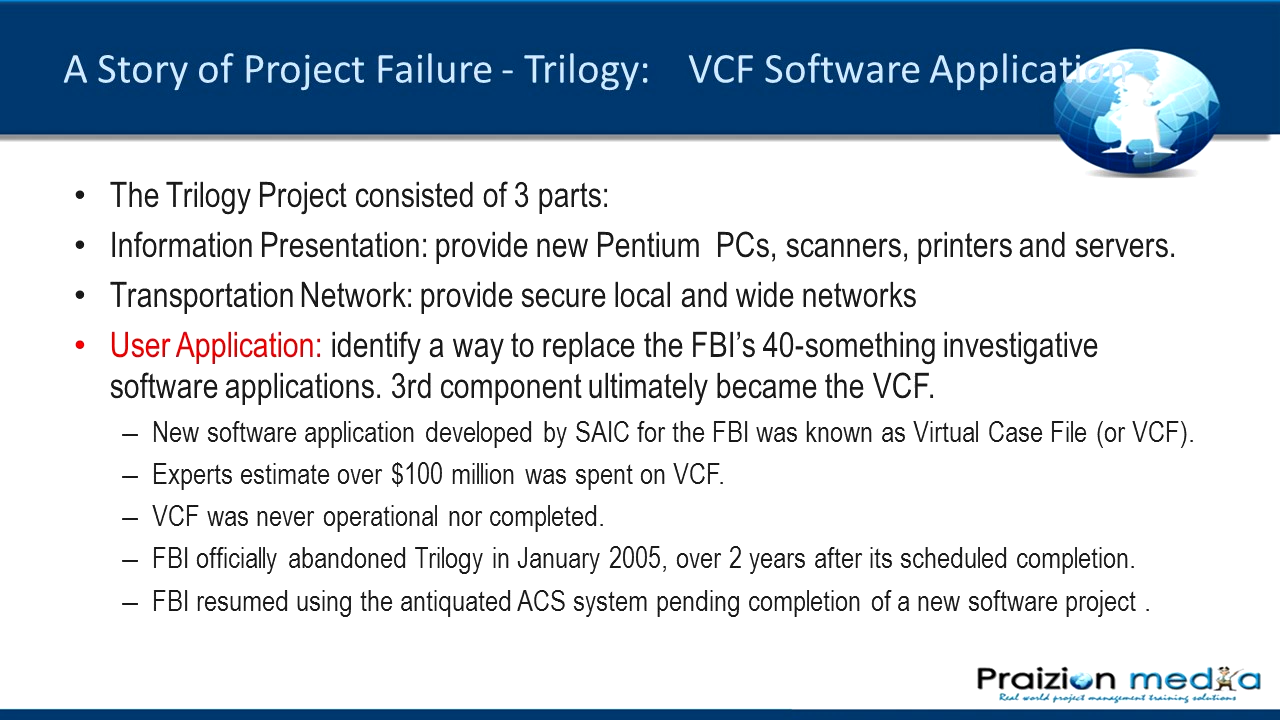 A Story of Project Failure - Trilogy: VCF Software Application
• The Trilogy Project consisted of 3 parts:
• Information Presentation: provide new Pentium PCs, scanners, printers and servers.
• Transportation Network: provide secure local and wide networks
• User Application: identify a way to replace the FBI’s 40-something investigative
software applications. 3rd component ultimately became the VCF.
– New software application developed by SAIC for the FBI was known as Virtual Case File (or VCF).
– Experts estimate over $100 million was spent on VCF.
– VCF was never operational nor completed.
– FBI officially abandoned Trilogy in January 2005, over 2 years after its scheduled completion.
– FBI resumed using the antiquated ACS system pending completion of a new software project .
Praizion media
Real world project management training solutions